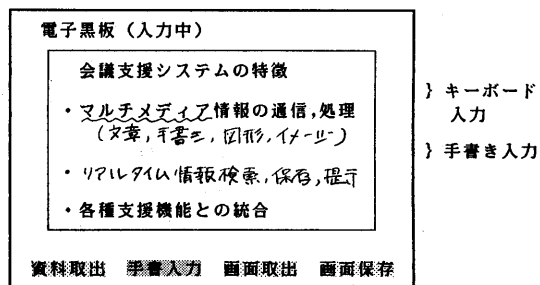 電子黒板（入力中）
会議支援システムの特徴
・マルチメディア情報の通信,処理
（文章,手書き,図形,イメージ）
・リアルタイム情報検索,保存,提示
・各種支援機能との統合
資料取出 手書入力 画面取出 画面保存
} キーボード
入力
} 手書き入力